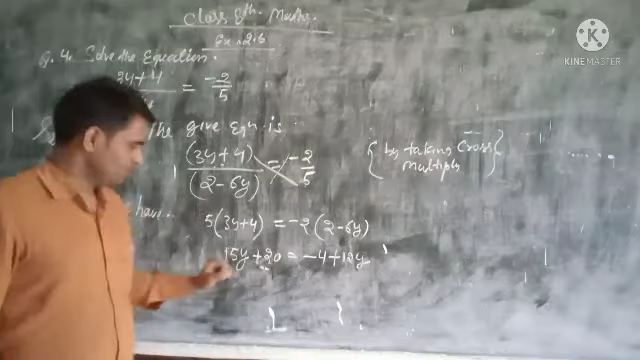 Class 8th. Maths.
Ex - 2.6
Q. 4. Solve the Equation.
3y+4 = -2/5
The give Eqn is..
(3y+4)/(2-6y) = -2/5 {by taking Cross Multiply}
have..
5(3y+4) = -2(2-6y)
15y+20 = -4+12y
KINEMASTER